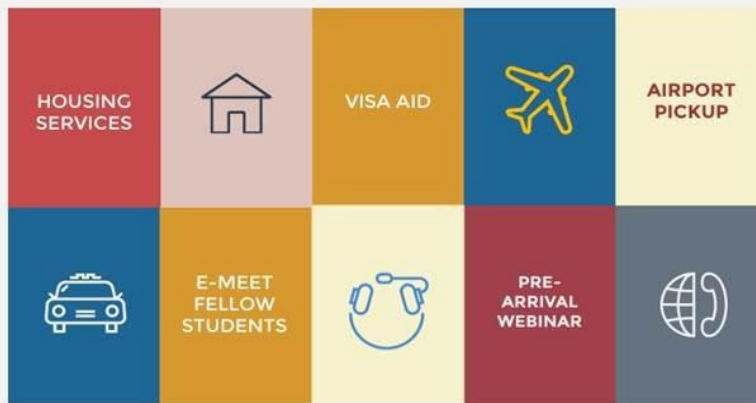 HOUSING
SERVICES
VISA AID
AIRPORT
PICKUP
E-MEET
FELLOW
STUDENTS
PRE-
ARRIVAL
WEBINAR